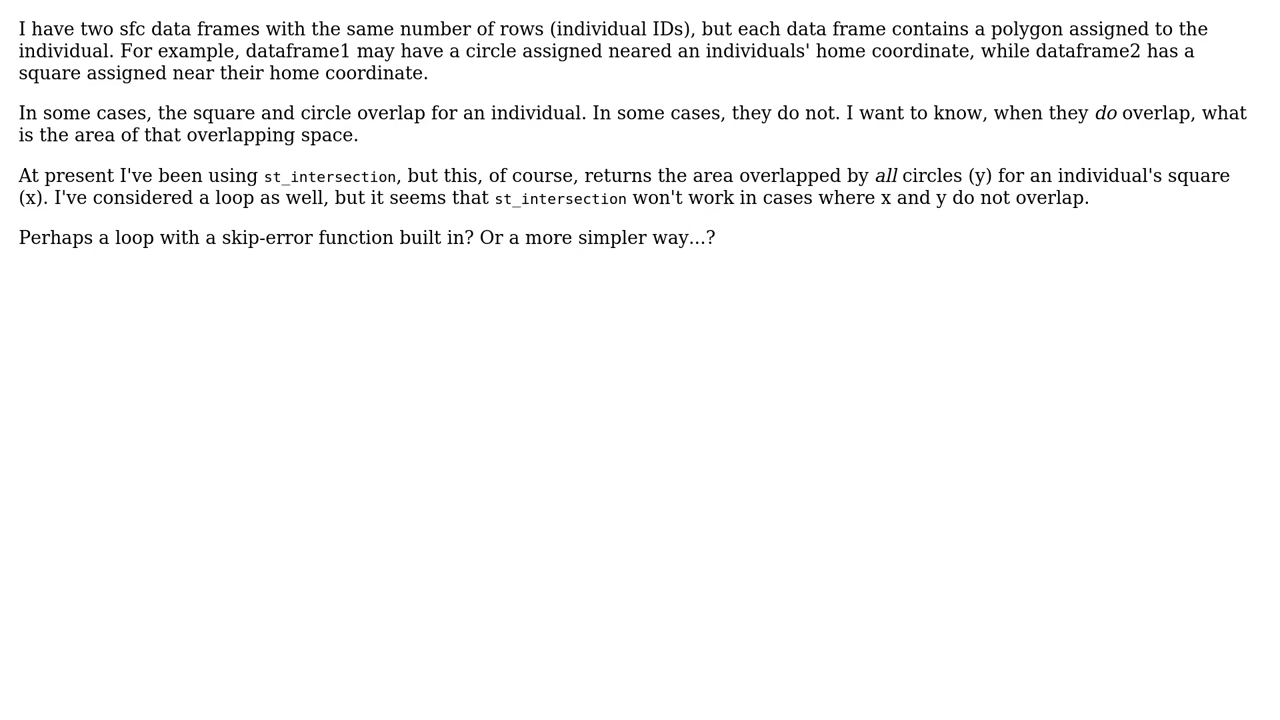 I have two sfc data frames with the same number of rows (individual IDs), but each data frame contains a polygon assigned to the
individual. For example, dataframe1 may have a circle assigned neared an individuals' home coordinate, while dataframe2 has a
square assigned near their home coordinate.
In some cases, the square and circle overlap for an individual. In some cases, they do not. I want to know, when they do overlap, what
is the area of that overlapping space.
At present I've been using st_intersection, but this, of course, returns the area overlapped by all circles (y) for an individual's square
(x). I've considered a loop as well, but it seems that st_intersection won't work in cases where x and y do not overlap.
Perhaps a loop with a skip-error function built in? Or a more simpler way...?